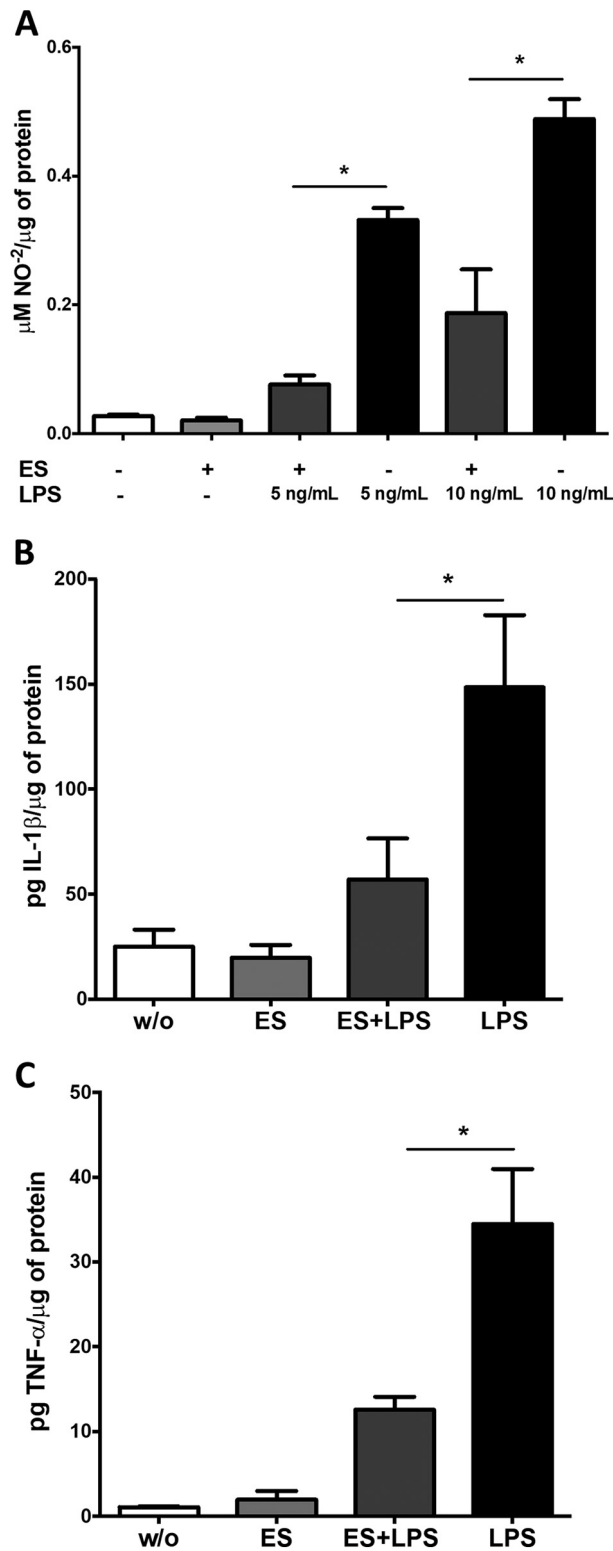 A
μM NO⁻²/μg of protein
0.6
0.4
0.2
0.0
*
*
ES - + + - + -
LPS - - 5 ng/mL 5 ng/mL 10 ng/mL 10 ng/mL
B
pg IL-1β/μg of protein
200
150
100
50
0
*
w/o ES ES+LPS LPS
C
pg TNF-α/μg of protein
50
40
30
20
10
0
*
w/o ES ES+LPS LPS